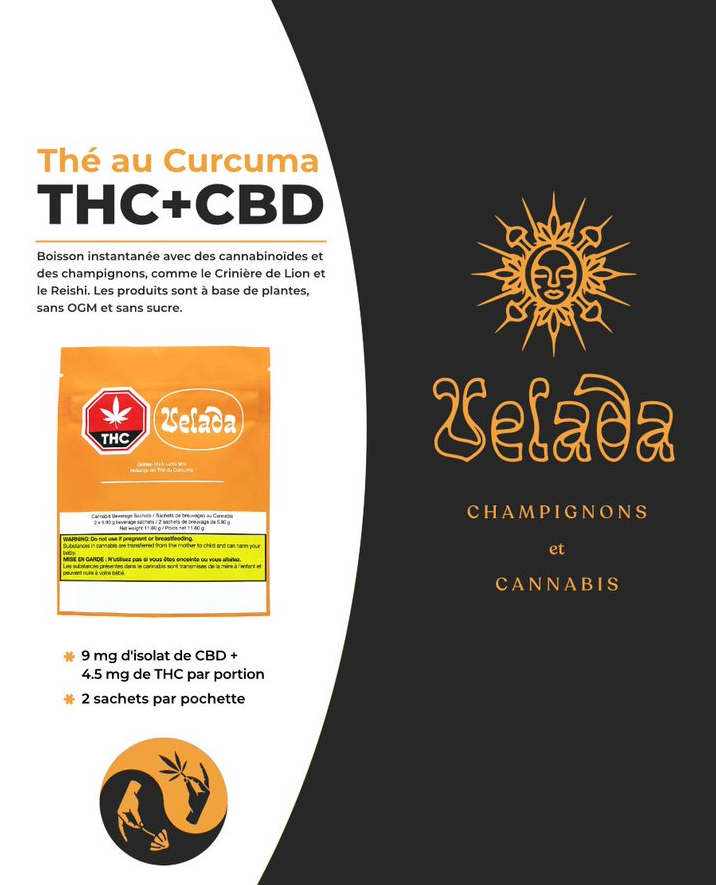 Thé au Curcuma
THC+CBD
Boisson instantanée avec des cannabinoïdes et
des champignons, comme le Crinière de Lion et
le Reishi. Les produits sont à base de plantes,
sans OGM et sans sucre.
THC
Velada
Golden Milk Latte Mix
Mélange de Thé au Curcuma
Cannabis Beverage Sachets / Sachets de breuvages au Cannabis
2 x 5.90 g beverage sachets / 2 sachets de breuvage de 5.90 g
Net weight 11.80 g / Poids net 11.80 g
WARNING: Do not use if pregnant or breastfeeding.
Substances in cannabis are transferred from the mother to child and can harm your
baby.
MISE EN GARDE : N'utilisez pas si vous êtes enceinte ou vous allaitez.
Les substances présentes dans le cannabis sont transmises de la mère à l'enfant et
peuvent nuire à votre bébé.
9 mg d'isolat de CBD +
4.5 mg de THC par portion
2 sachets par pochette
Velada
CHAMPIGNONS
et
CANNABIS